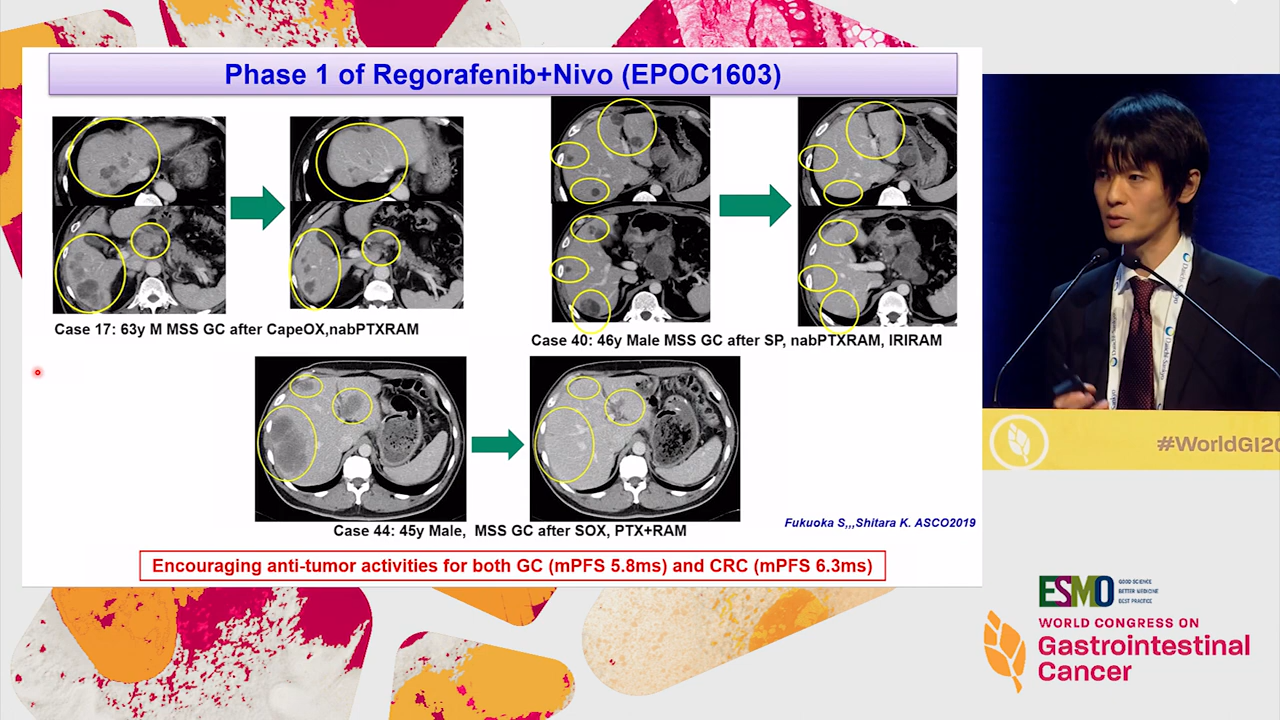 Phase 1 of Regorafenib+Nivo (EPOC1603)
Case 17: 63y M MSS GC after CapeOX,nabPTXRAM
Case 40: 46y Male MSS GC after SP, nabPTXRAM, IRIRAM
Case 44: 45y Male, MSS GC after SOX, PTX+RAM
Fukuoka S,,,Shitara K. ASCO2019
Encouraging anti-tumor activities for both GC (mPFS 5.8ms) and CRC (mPFS 6.3ms)
Daiichi-Sankyo
#WorldGI20
ESMO
GOOD SCIENCE
BETTER MEDICINE
BEST PRACTICE
WORLD CONGRESS ON
Gastrointestinal
Cancer